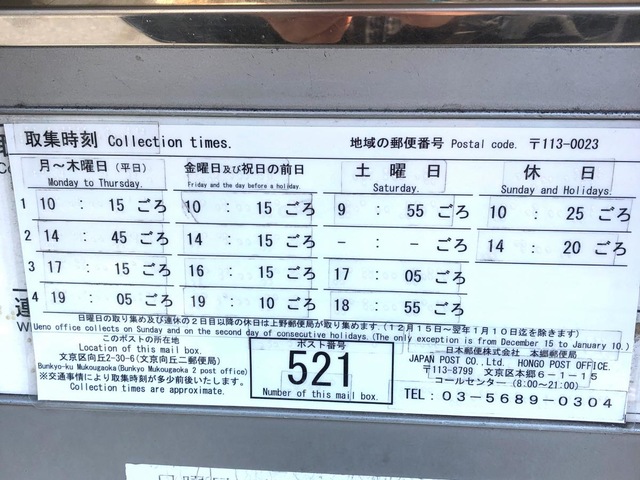 取集時刻 Collection times. 地域の郵便番号 Postal code. 〒113-0023
月～木曜日(平日) 金曜日及び祝日の前日 土曜日 休日
Monday to Thursday. Friday and the day before a holiday. Saturday. Sunday and Holidays.
1 10 : 15 ごろ 10 : 15 ごろ 9 : 55 ごろ 10 : 25 ごろ
2 14 : 45 ごろ 14 : 15 ごろ - : - ごろ 14 : 20 ごろ
3 17 : 15 ごろ 16 : 15 ごろ 17 : 05 ごろ
4 19 : 05 ごろ 19 : 10 ごろ 18 : 55 ごろ
日曜日の取り集め及び連休の2日目以降の休日は上野郵便局が取り集めます。(12月15日～翌年1月10日迄を除きます)
Ueno office collects on Sunday and on the second day of consecutive holidays. (The only exception is from December 15 to January 10.)
このポストの所在地
Location of this mail box.
文京区向丘2-30-6(文京向丘二郵便局)
Bunkyo-ku Mukougaoka(Bunkyo Mukougaoka 2 post office)
※交通事情により取集時刻が多少前後いたします。
Collection times are approximate.
ポスト番号
521
Number of this mail box.
日本郵便株式会社 本郷郵便局
JAPAN POST CO.,Ltd. HONGO POST OFFICE.
〒113-8799 文京区本郷6-1-15
コールセンター (8:00～21:00)
TEL: 03-5689-0304